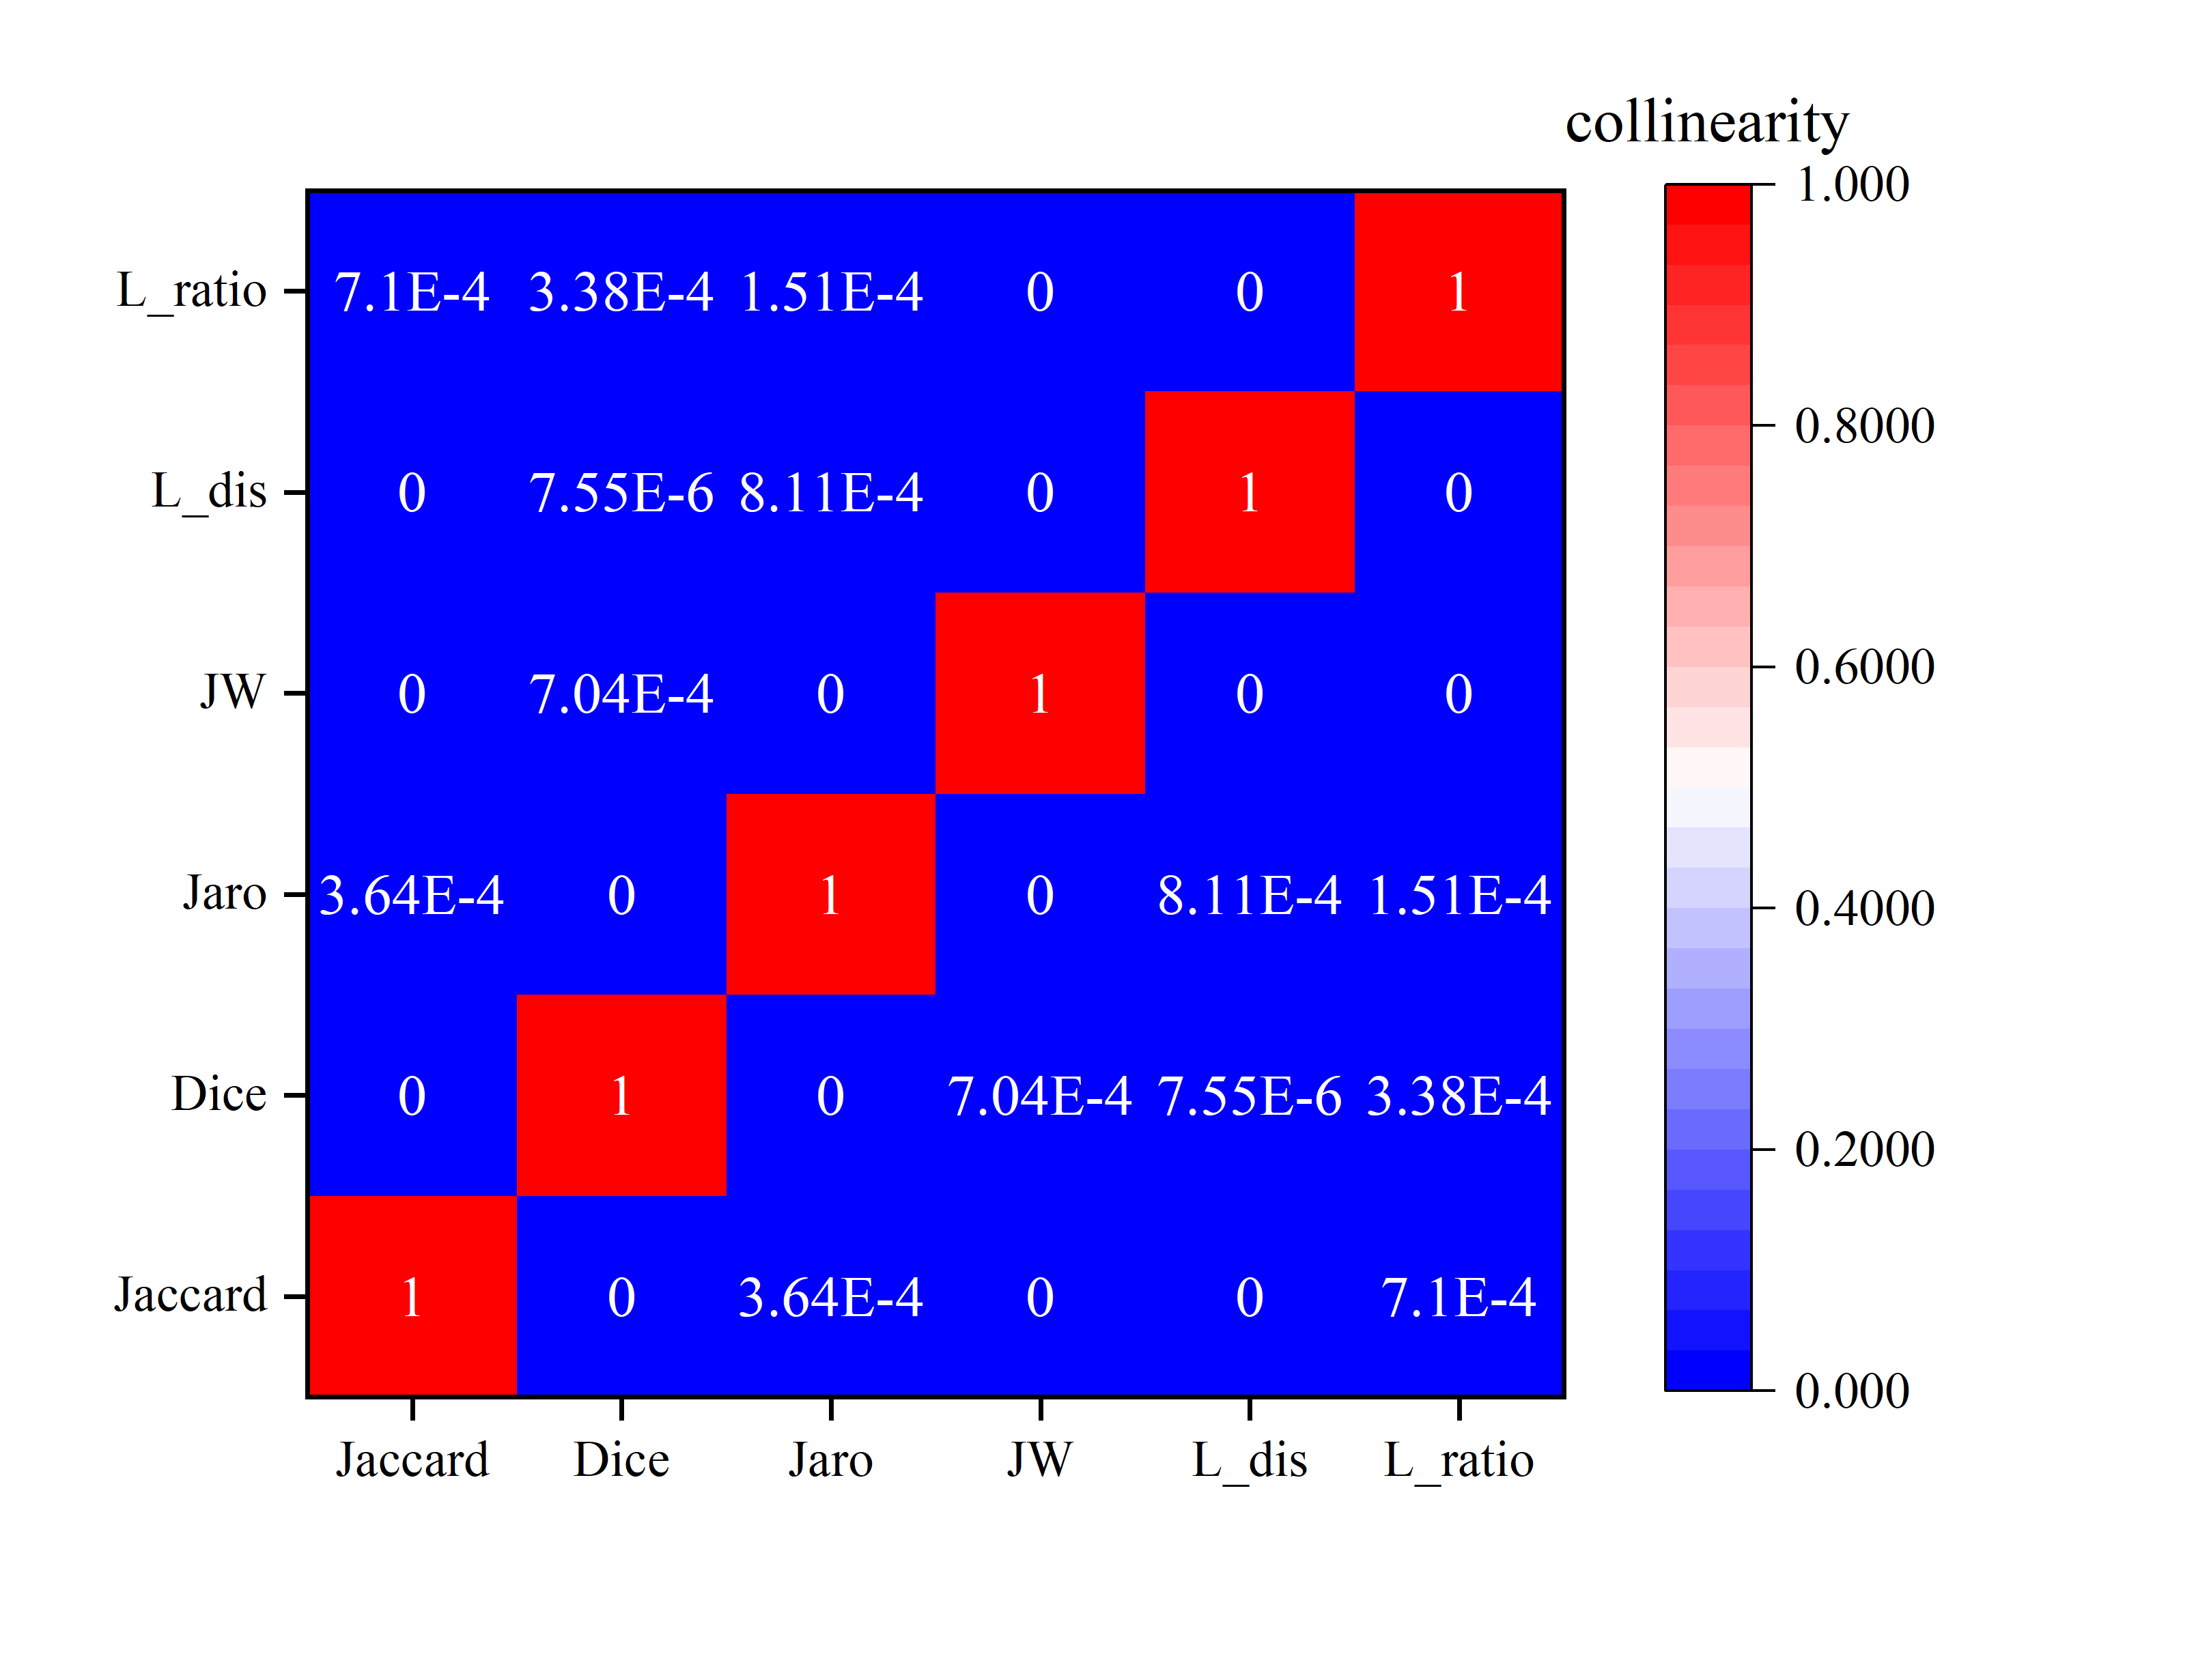 collinearity
1.000
0.8000
0.6000
0.4000
0.2000
0.000
L_ratio 7.1E-4 3.38E-4 1.51E-4 0 0 1
L_dis 0 7.55E-6 8.11E-4 0 1 0
JW 0 7.04E-4 0 1 0 0
Jaro 3.64E-4 0 1 0 8.11E-4 1.51E-4
Dice 0 1 0 7.04E-4 7.55E-6 3.38E-4
Jaccard 1 0 3.64E-4 0 0 7.1E-4
Jaccard Dice Jaro JW L_dis L_ratio